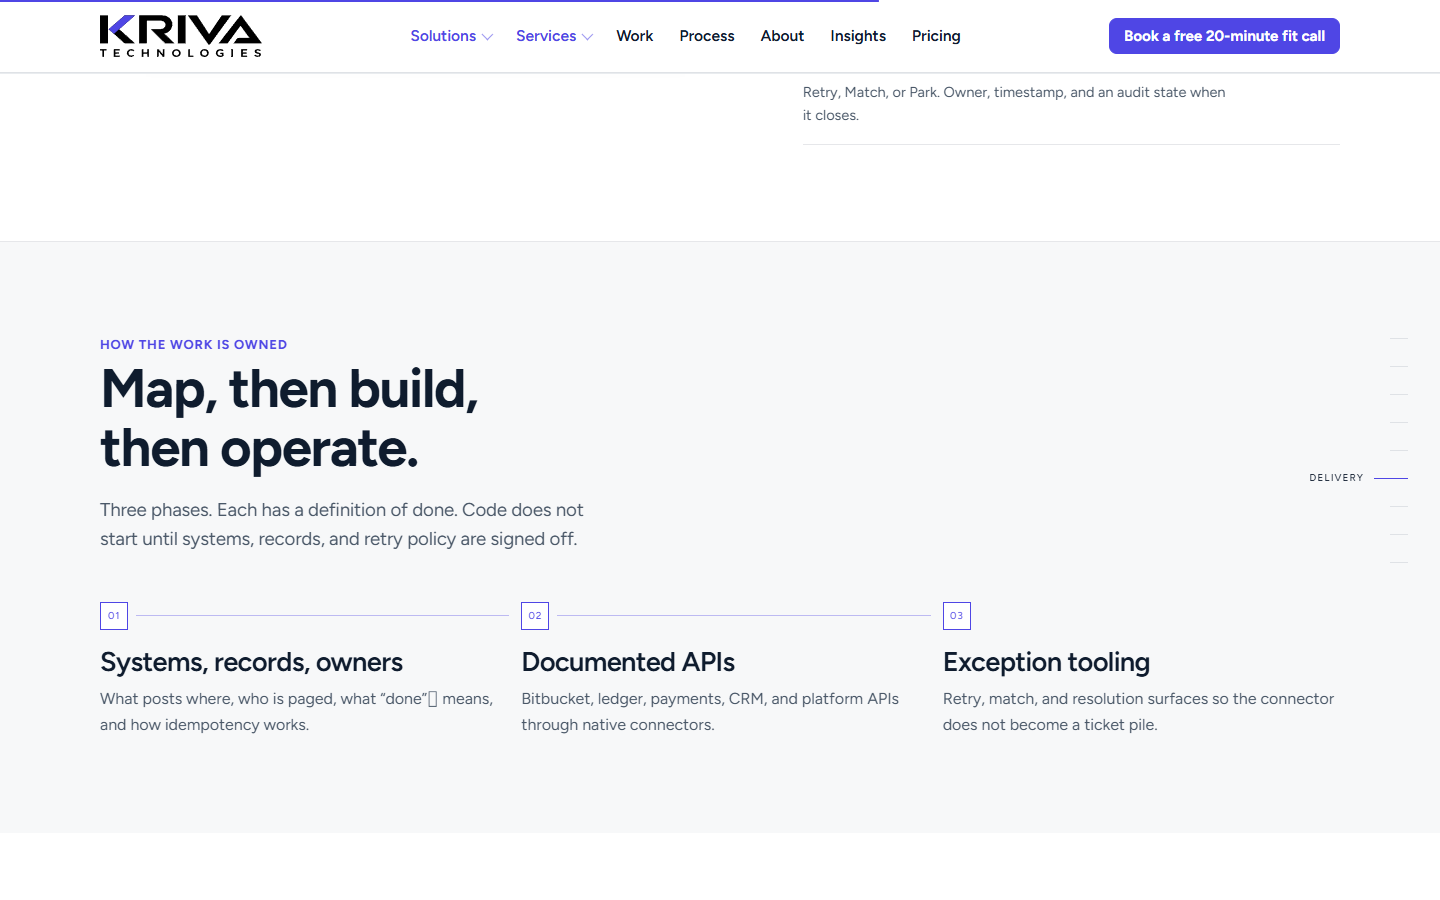 KRIVA
TECHNOLOGIES
Solutions
Services
Work
Process
About
Insights
Pricing
Book a free 20-minute fit call
Retry, Match, or Park. Owner, timestamp, and an audit state when
it closes.
HOW THE WORK IS OWNED
Map, then build,
then operate.
Three phases. Each has a definition of done. Code does not
start until systems, records, and retry policy are signed off.
DELIVERY
01
Systems, records, owners
What posts where, who is paged, what “done”▯ means,
and how idempotency works.
02
Documented APIs
Bitbucket, ledger, payments, CRM, and platform APIs
through native connectors.
03
Exception tooling
Retry, match, and resolution surfaces so the connector
does not become a ticket pile.